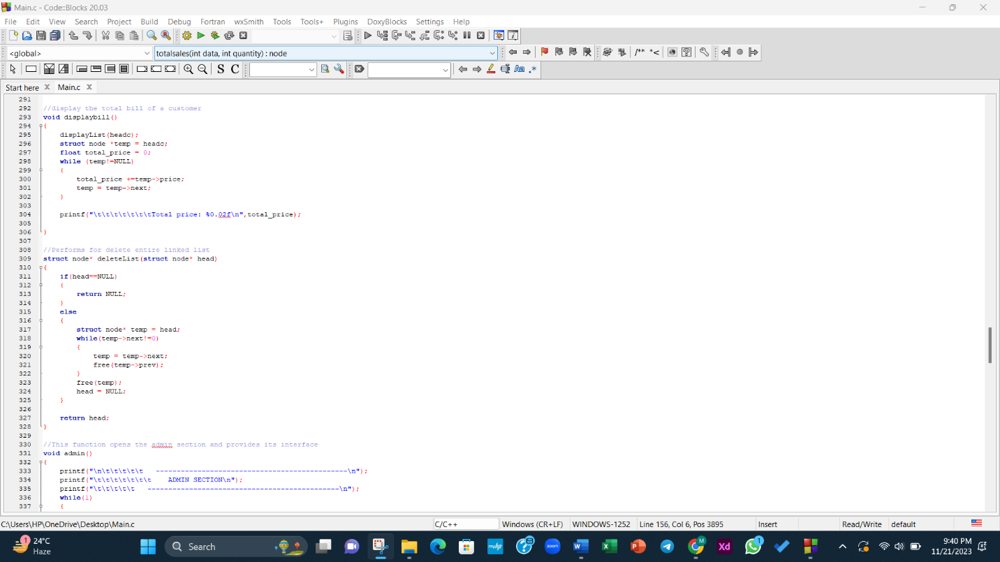 Main.c - Code::Blocks 20.03
File Edit View Search Project Build Debug Fortran wxSmith Tools Tools+ Plugins DoxyBlocks Settings Help
<global> totalsales(int data, int quantity) : node /** *<
S C Aa .*
Start here Main.c
291
292 //display the total bill of a customer
293 void displaybill()
294 {
295 displayList(headc);
296 struct node *temp = headc;
297 float total_price = 0;
298 while (temp!=NULL)
299 {
300 total_price +=temp->price;
301 temp = temp->next;
302 }
303
304 printf("\t\t\t\t\t\t\tTotal price: %0.02f\n",total_price);
305
306 }
307
308 //Performs for delete entire linked list
309 struct node* deleteList(struct node* head)
310 {
311 if(head==NULL)
312 {
313 return NULL;
314 }
315 else
316 {
317 struct node* temp = head;
318 while(temp->next!=0)
319 {
320 temp = temp->next;
321 free(temp->prev);
322 }
323 free(temp);
324 head = NULL;
325 }
326
327 return head;
328 }
329
330 //This function opens the admin section and provides its interface
331 void admin()
332 {
333 printf("\n\t\t\t\t\t ----------------------------------------------\n");
334 printf("\t\t\t\t\t\t\t ADMIN SECTION\n");
335 printf("\t\t\t\t\t ----------------------------------------------\n");
336 while(1)
337 {
C:\Users\HP\OneDrive\Desktop\Main.c C/C++ Windows (CR+LF) WINDOWS-1252 Line 156, Col 6, Pos 3895 Insert Read/Write default
1 24°C
Haze
Search
myhp
zoom
W
P
Xd
M
1
9:40 PM
11/21/2023